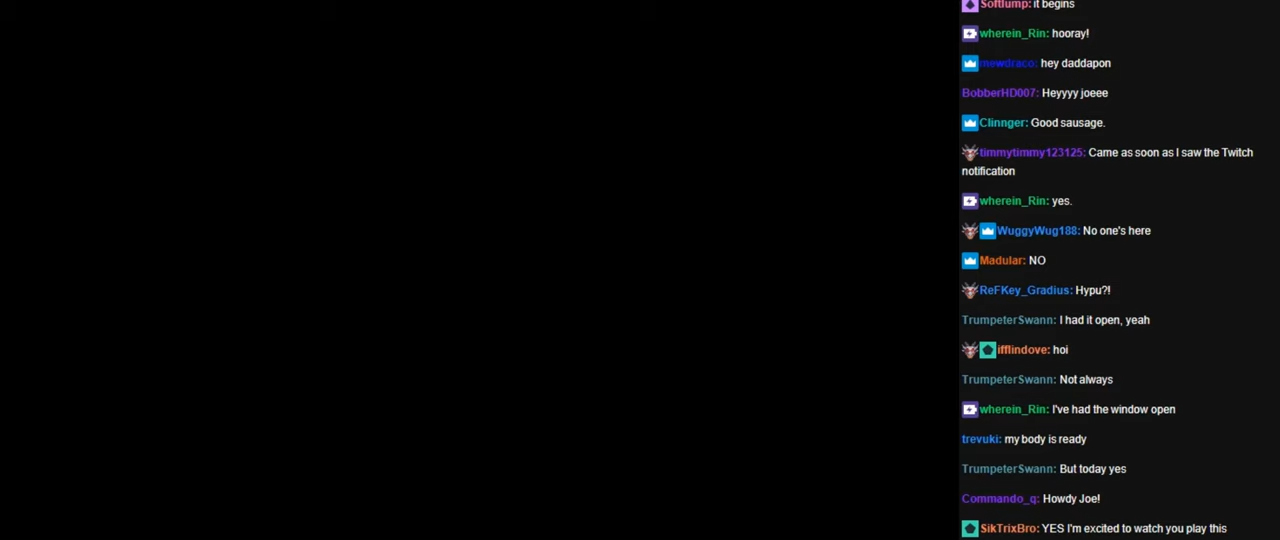 Softlump: it begins
wherein_Rin: hooray!
mewdraco: hey daddapon
BobberHD007: Heyyyy joeee
Clinnger: Good sausage.
timmytimmy123125: Came as soon as I saw the Twitch
notification
wherein_Rin: yes.
WuggyWug188: No one's here
Madular: NO
ReFKey_Gradius: Hypu?!
TrumpeterSwann: I had it open, yeah
ifflindove: hoi
TrumpeterSwann: Not always
wherein_Rin: I've had the window open
trevuki: my body is ready
TrumpeterSwann: But today yes
Commando_q: Howdy Joe!
SikTrixBro: YES I'm excited to watch you play this